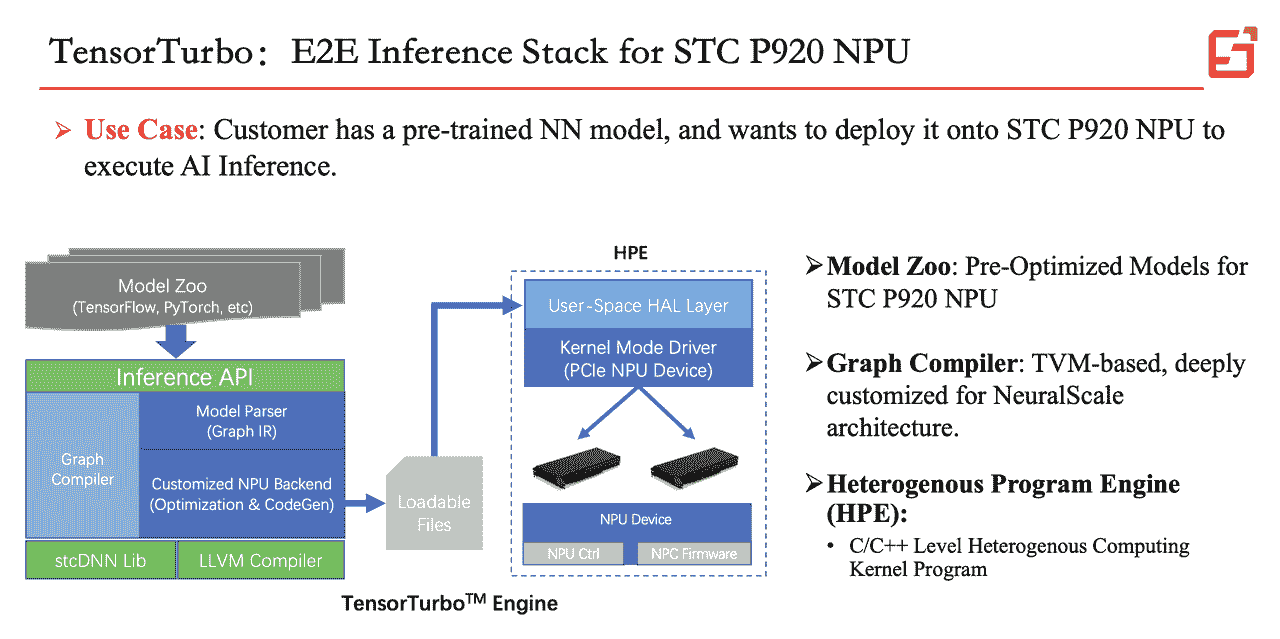 TensorTurbo: E2E Inference Stack for STC P920 NPU
➢ Use Case: Customer has a pre-trained NN model, and wants to deploy it onto STC P920 NPU to
execute AI Inference.
Model Zoo
(TensorFlow, PyTorch, etc)
Inference API
Graph
Compiler
Model Parser
(Graph IR)
Customized NPU Backend
(Optimization & CodeGen)
stcDNN Lib
LLVM Compiler
Loadable
Files
HPE
User-Space HAL Layer
Kernel Mode Driver
(PCIe NPU Device)
NPU Device
NPU Ctrl
NPC Firmware
TensorTurbo™ Engine
➢Model Zoo: Pre-Optimized Models for
STC P920 NPU
➢Graph Compiler: TVM-based, deeply
customized for NeuralScale
architecture.
➢Heterogenous Program Engine
(HPE):
• C/C++ Level Heterogenous Computing
Kernel Program